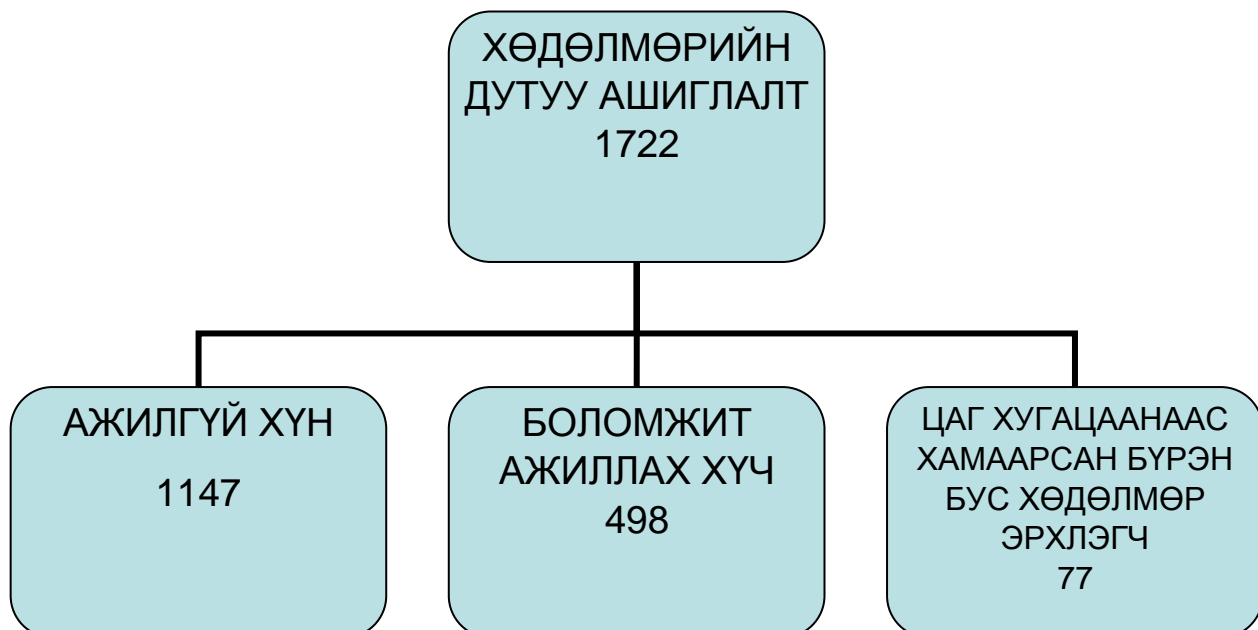 ХӨДӨЛМӨРИЙН
ДУТУУ АШИГЛАЛТ
1722
АЖИЛГҮЙ ХҮН
1147
БОЛОМЖИТ
АЖИЛЛАХ ХҮЧ
498
ЦАГ ХУГАЦААНААС
ХАМААРСАН БҮРЭН
БУС ХӨДӨЛМӨР
ЭРХЛЭГЧ
77